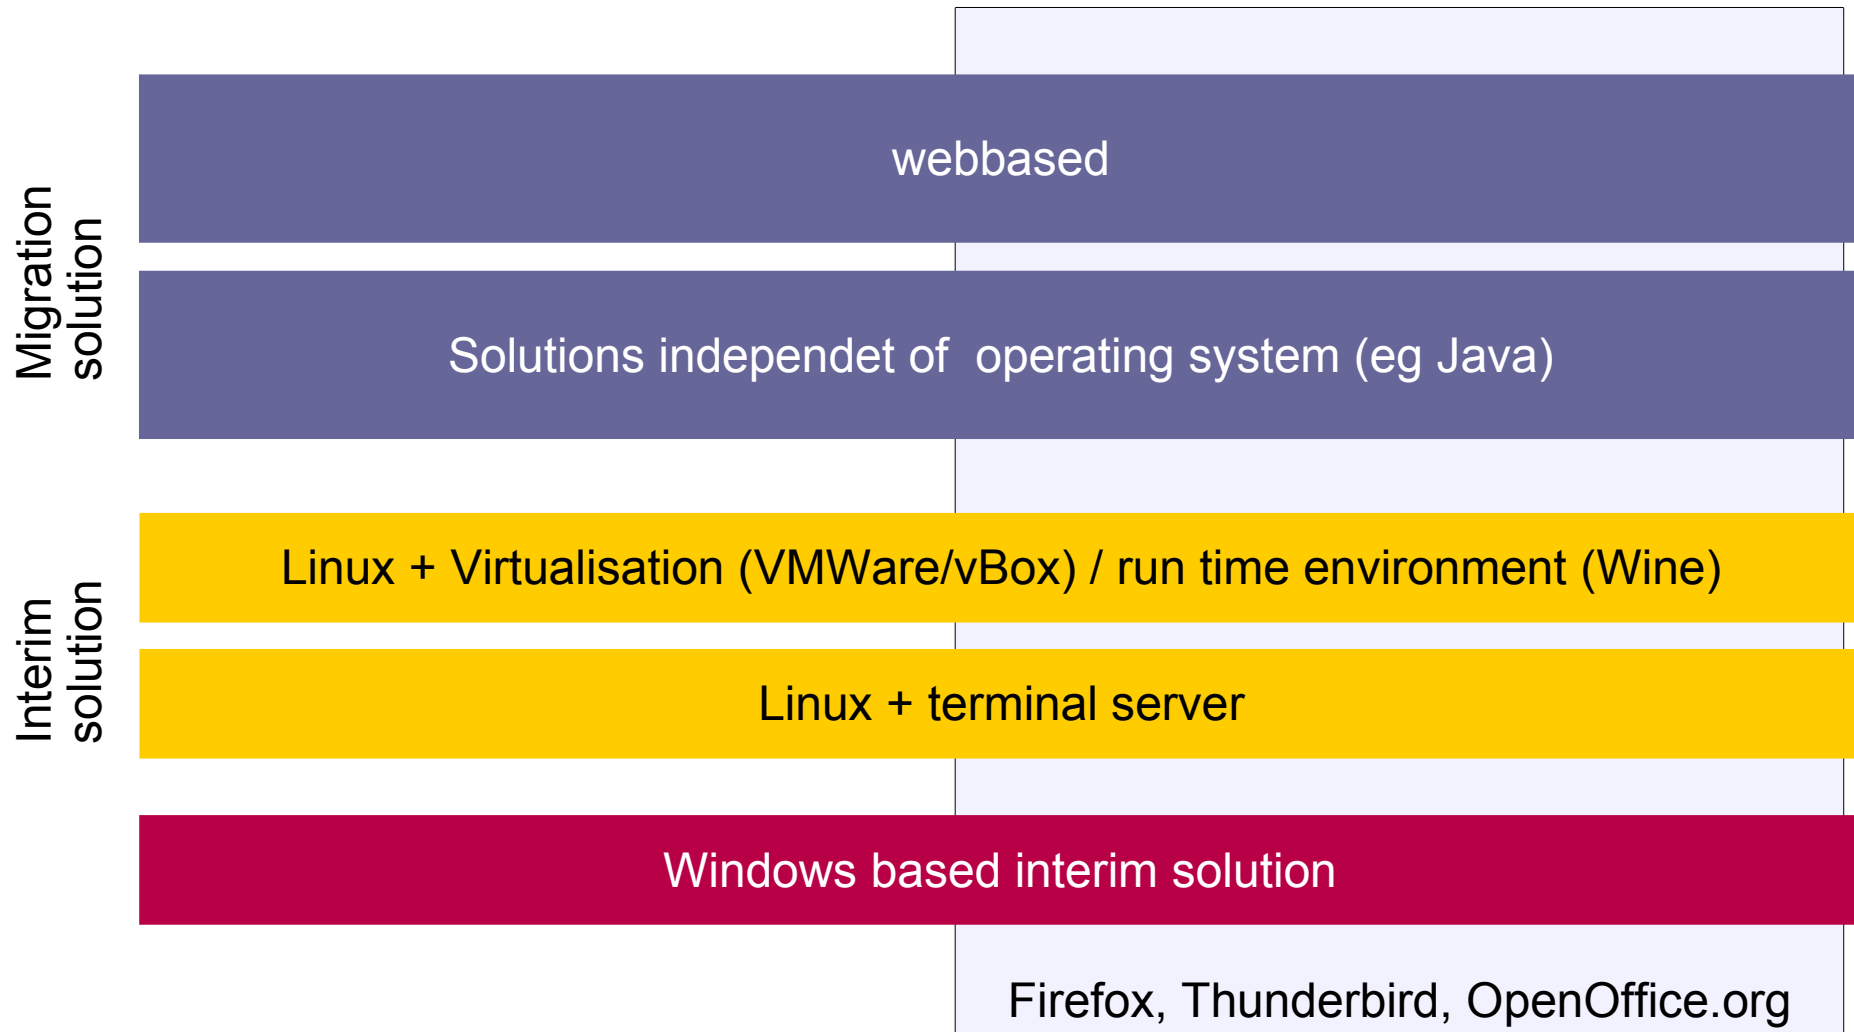 Migration
solution
webbased
Solutions independet of  operating system (eg Java)
Interim
solution
Linux + Virtualisation (VMWare/vBox) / run time environment (Wine)
Linux + terminal server
Windows based interim solution
Firefox, Thunderbird, OpenOffice.org